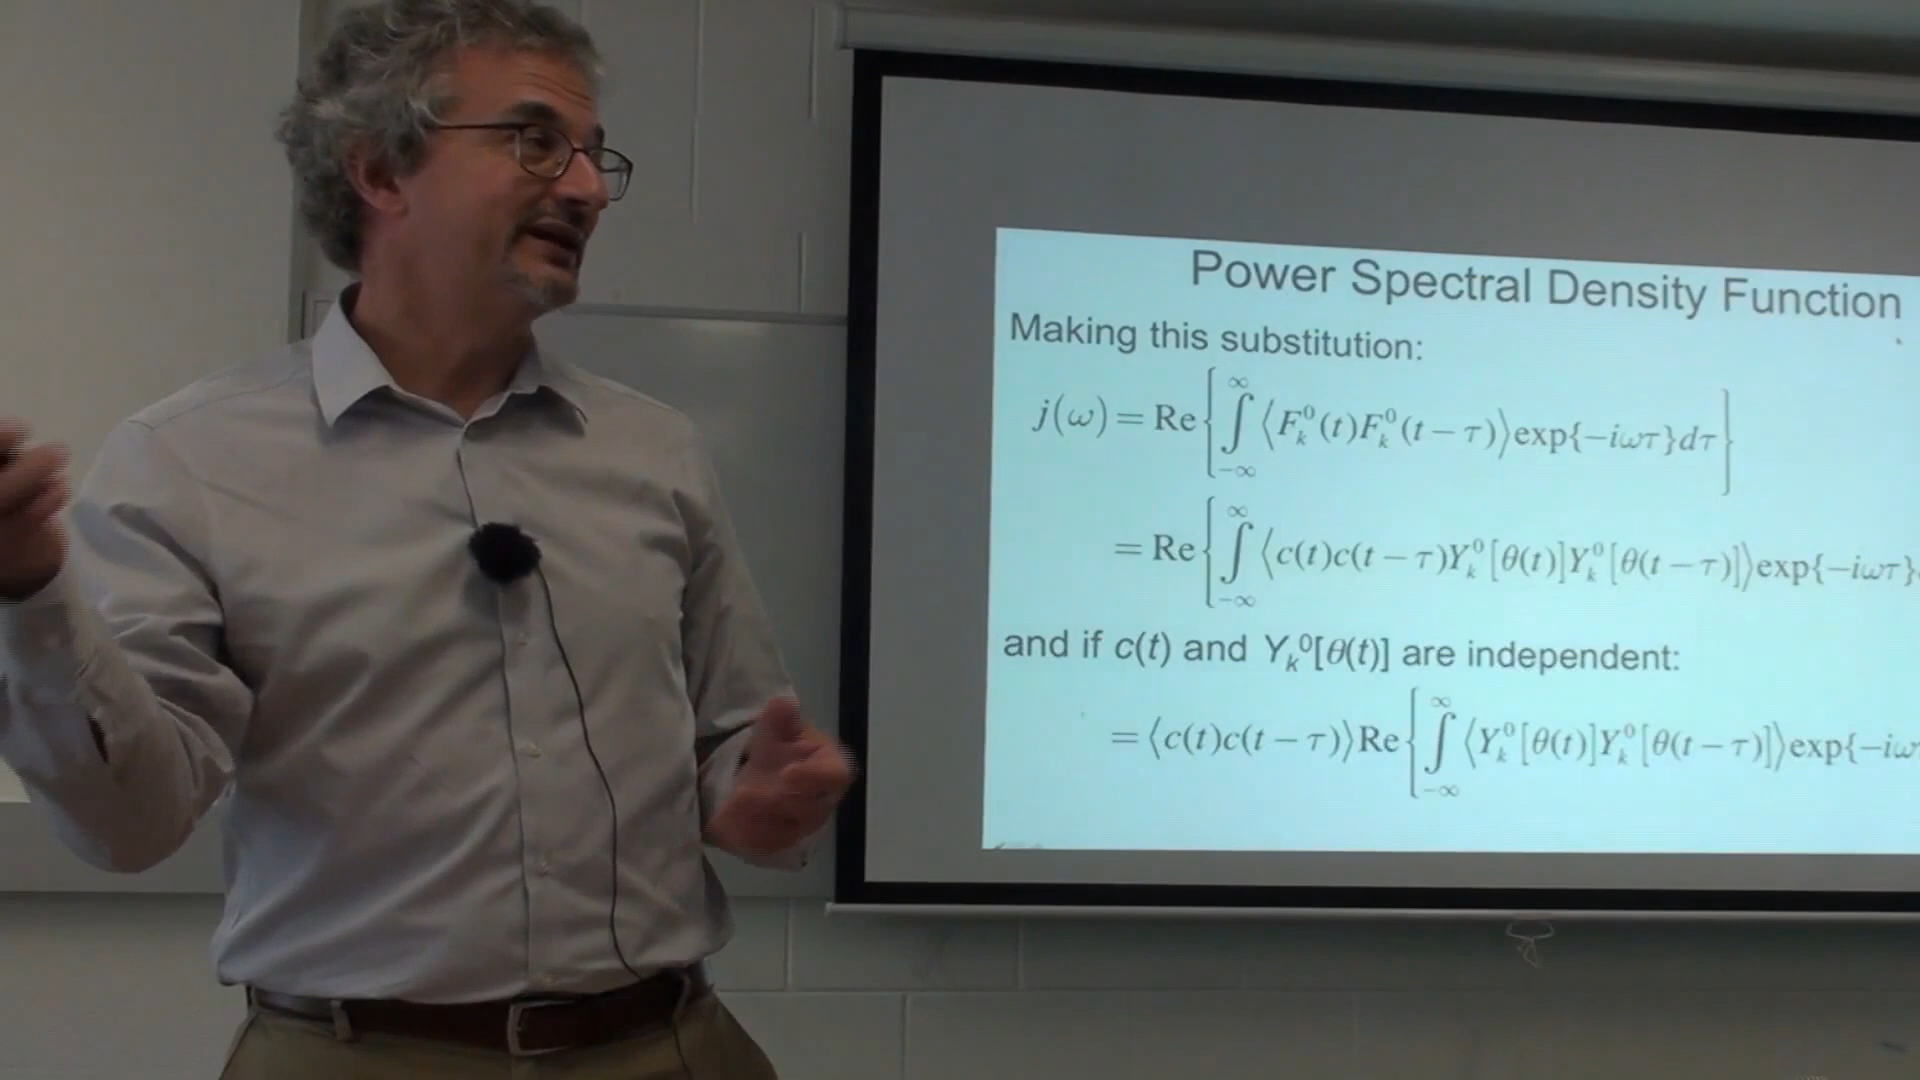 Power Spectral Density Function
Making this substitution:
j(ω) = Re{∫_{-∞}^{∞} ⟨F_k^0(t)F_k^0(t − τ)⟩exp{−iωτ}dτ}
= Re{∫_{-∞}^{∞} ⟨c(t)c(t − τ)Y_k^0[θ(t)]Y_k^0[θ(t − τ)]⟩exp{−iωτ}
and if c(t) and Y_k^0[θ(t)] are independent:
= ⟨c(t)c(t − τ)⟩Re{∫_{-∞}^{∞} ⟨Y_k^0[θ(t)]Y_k^0[θ(t − τ)]⟩exp{−iω